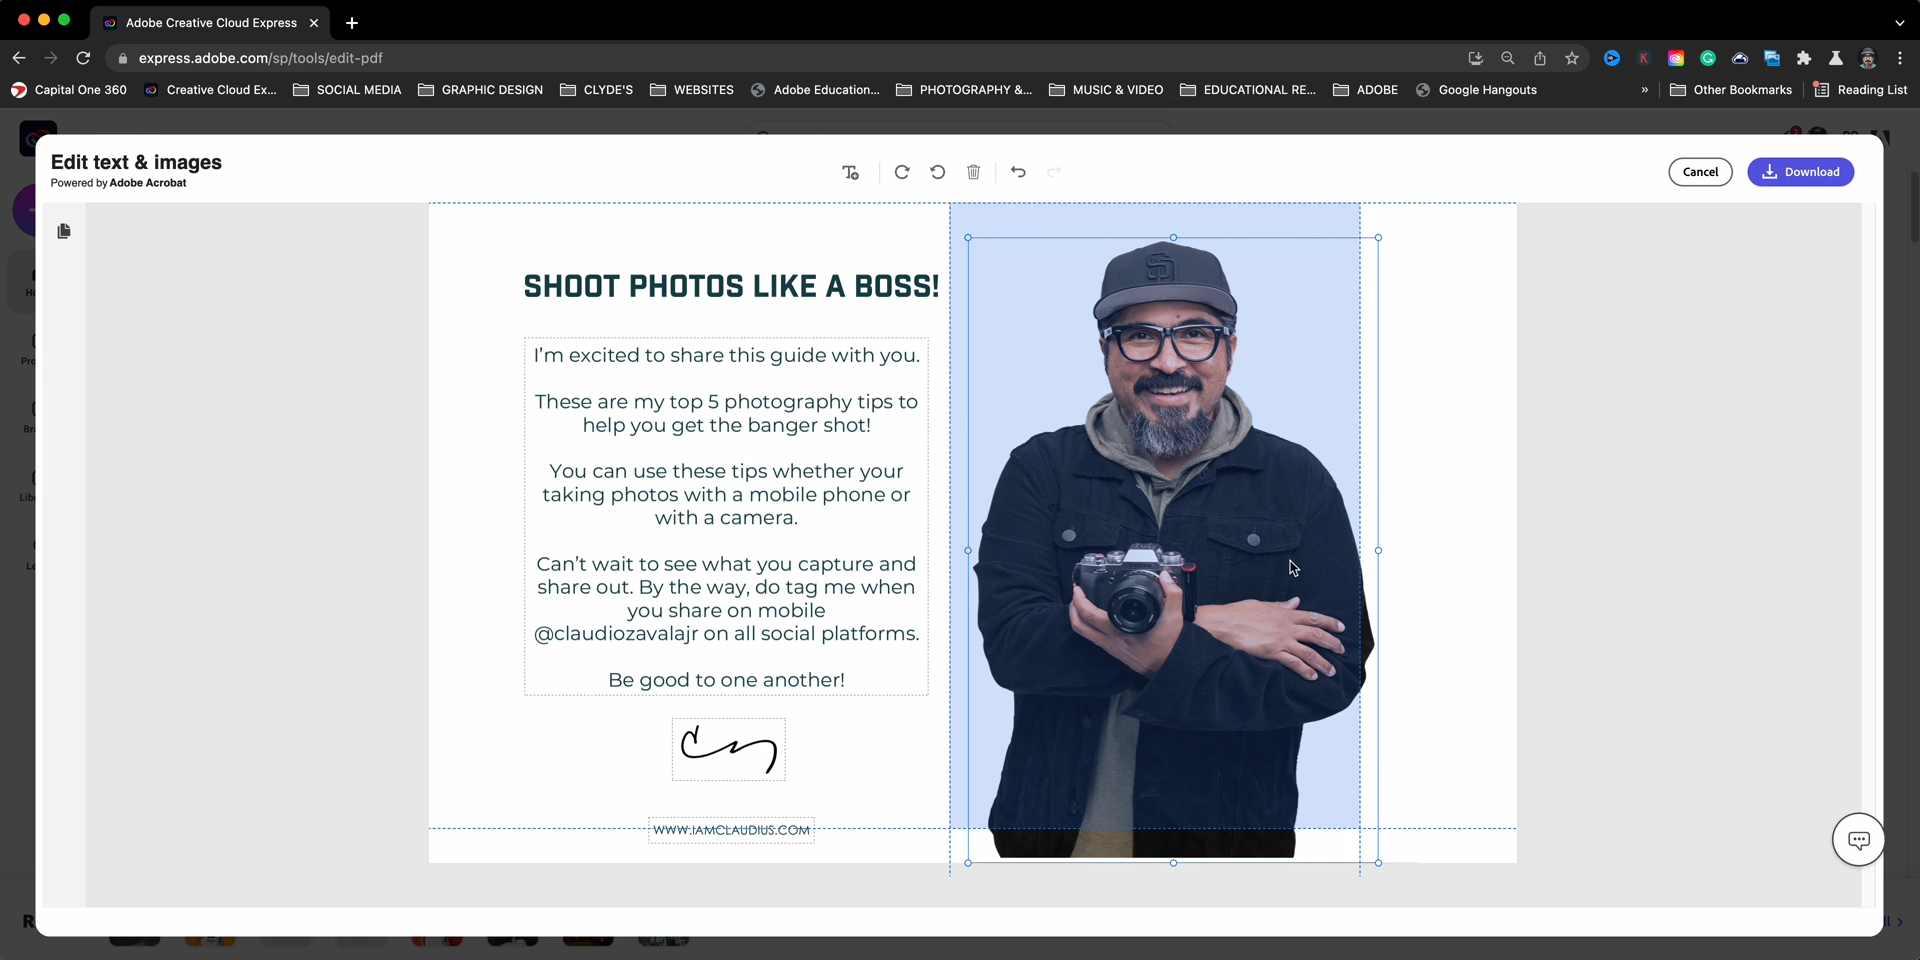 Adobe Creative Cloud Express
express.adobe.com/sp/tools/edit-pdf
Capital One 360
Creative Cloud Ex...
SOCIAL MEDIA
GRAPHIC DESIGN
CLYDE'S
WEBSITES
Adobe Education...
PHOTOGRAPHY &...
MUSIC & VIDEO
EDUCATIONAL RE...
ADOBE
Google Hangouts
»
Other Bookmarks
Reading List
Edit text & images
Powered by Adobe Acrobat
Cancel
Download
SHOOT PHOTOS LIKE A BOSS!
I'm excited to share this guide with you.
These are my top 5 photography tips to
help you get the banger shot!
You can use these tips whether your
taking photos with a mobile phone or
with a camera.
Can't wait to see what you capture and
share out. By the way, do tag me when
you share on mobile
@claudiozavalajr on all social platforms.
Be good to one another!
WWW.IAMCLAUDIUS.COM
SD